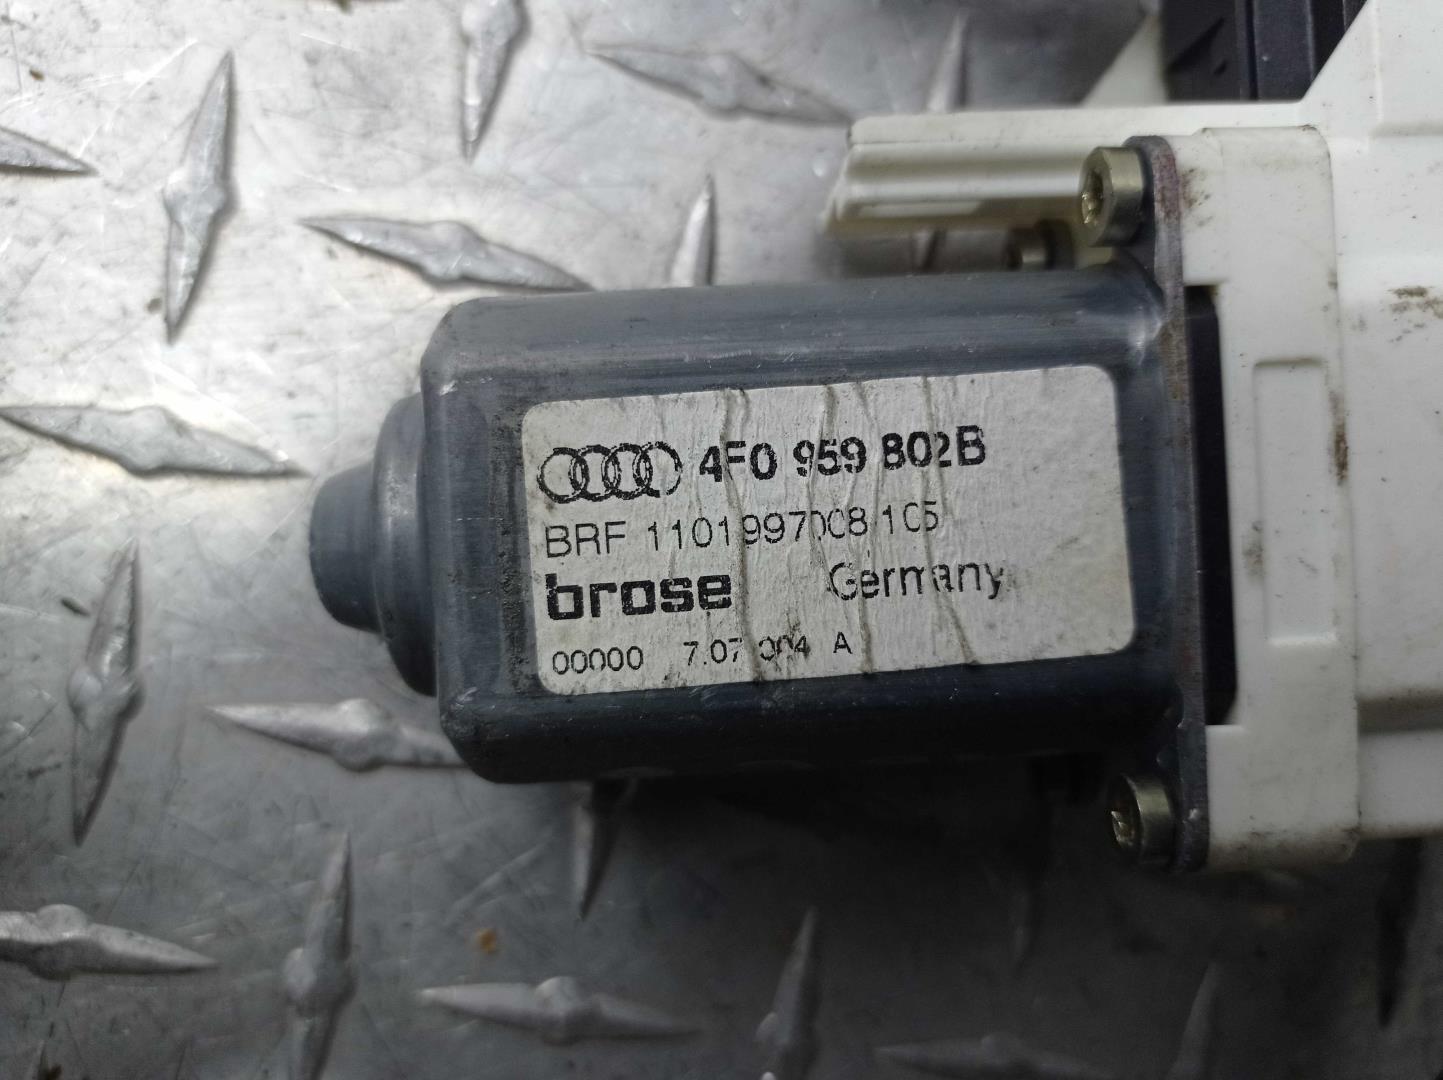 4F0 959 802B
BRF 1101997008 105
brose Germany
00000 7.07 004 A